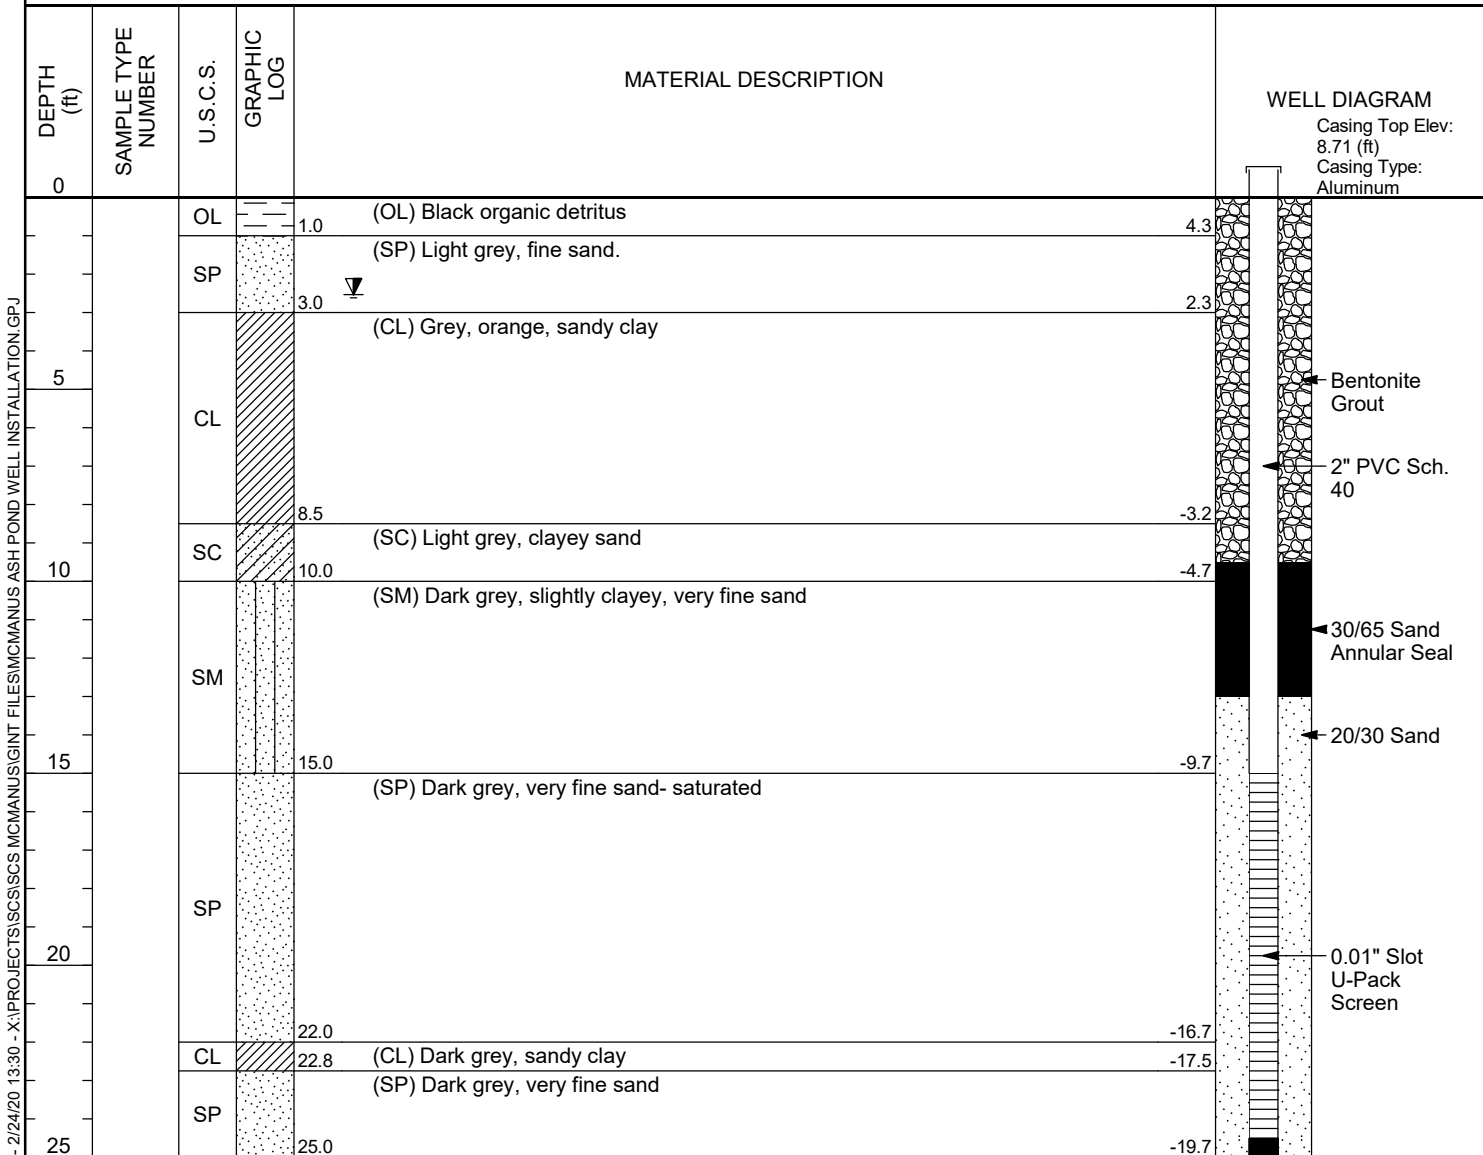 DEPTH
(ft)
SAMPLE TYPE
NUMBER
U.S.C.S.
GRAPHIC
LOG
MATERIAL DESCRIPTION
WELL DIAGRAM
Casing Top Elev:
8.71 (ft)
Casing Type:
Aluminum
0
OL
1.0
(OL) Black organic detritus
4.3
SP
(SP) Light grey, fine sand.
3.0
2.3
CL
(CL) Grey, orange, sandy clay
5
Bentonite
Grout
2" PVC Sch.
40
8.5
-3.2
SC
(SC) Light grey, clayey sand
10
10.0
-4.7
SM
(SM) Dark grey, slightly clayey, very fine sand
30/65 Sand
Annular Seal
20/30 Sand
15
15.0
-9.7
SP
(SP) Dark grey, very fine sand- saturated
20
0.01" Slot
U-Pack
Screen
22.0
-16.7
CL
22.8
(CL) Dark grey, sandy clay
-17.5
SP
(SP) Dark grey, very fine sand
25
25.0
-19.7
- 2/24/20 13:30 - X:\PROJECTS\SCS\SCS MCMANUS\GINT FILES\MCMANUS ASH POND WELL INSTALLATION.GPJ